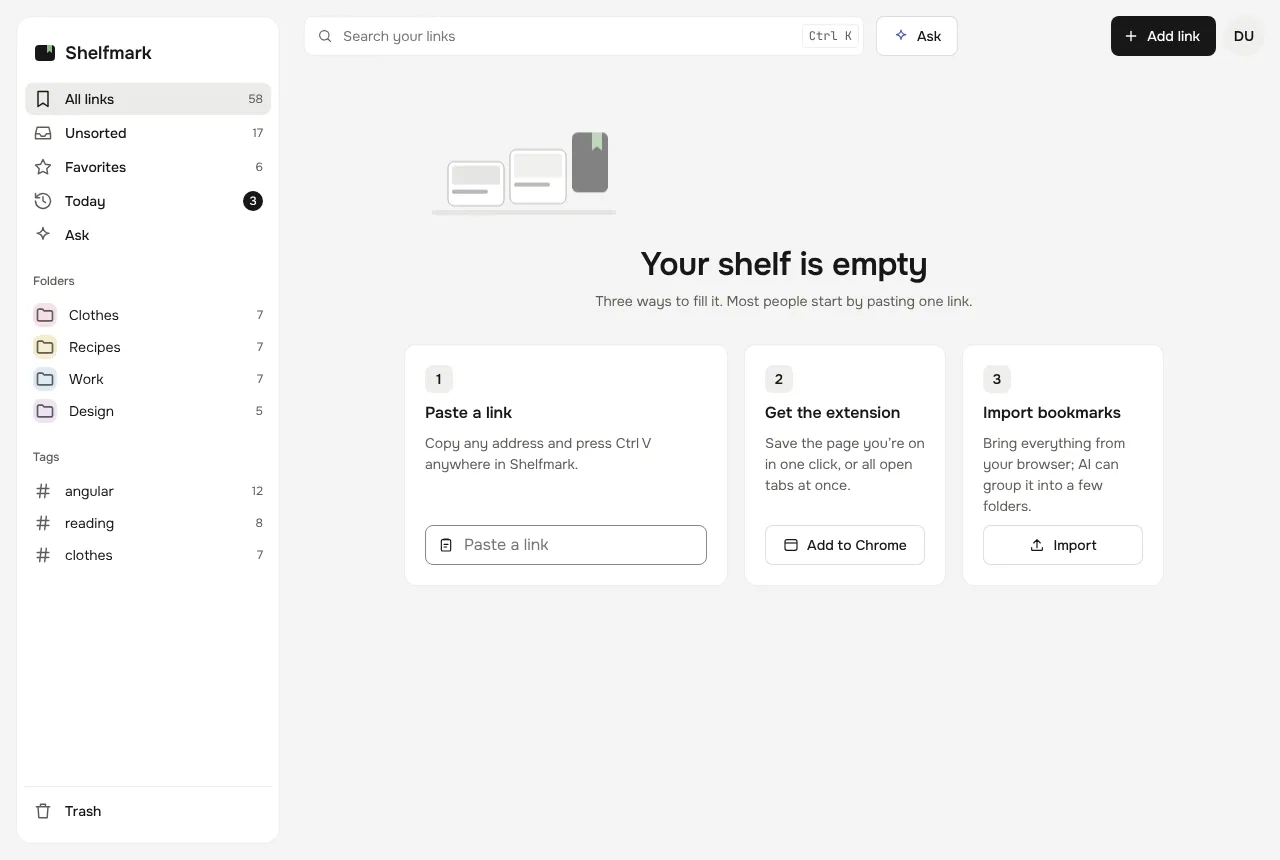 Shelfmark
Search your links
Ctrl K
Ask
Add link
DU
All links 58
Unsorted 17
Favorites 6
Today 3
Ask
Folders
Clothes 7
Recipes 7
Work 7
Design 5
Tags
# angular 12
# reading 8
# clothes 7
Trash
Your shelf is empty
Three ways to fill it. Most people start by pasting one link.
1
Paste a link
Copy any address and press Ctrl V
anywhere in Shelfmark.
Paste a link
2
Get the extension
Save the page you’re on
in one click, or all open
tabs at once.
Add to Chrome
3
Import bookmarks
Bring everything from
your browser; AI can
group it into a few
folders.
Import